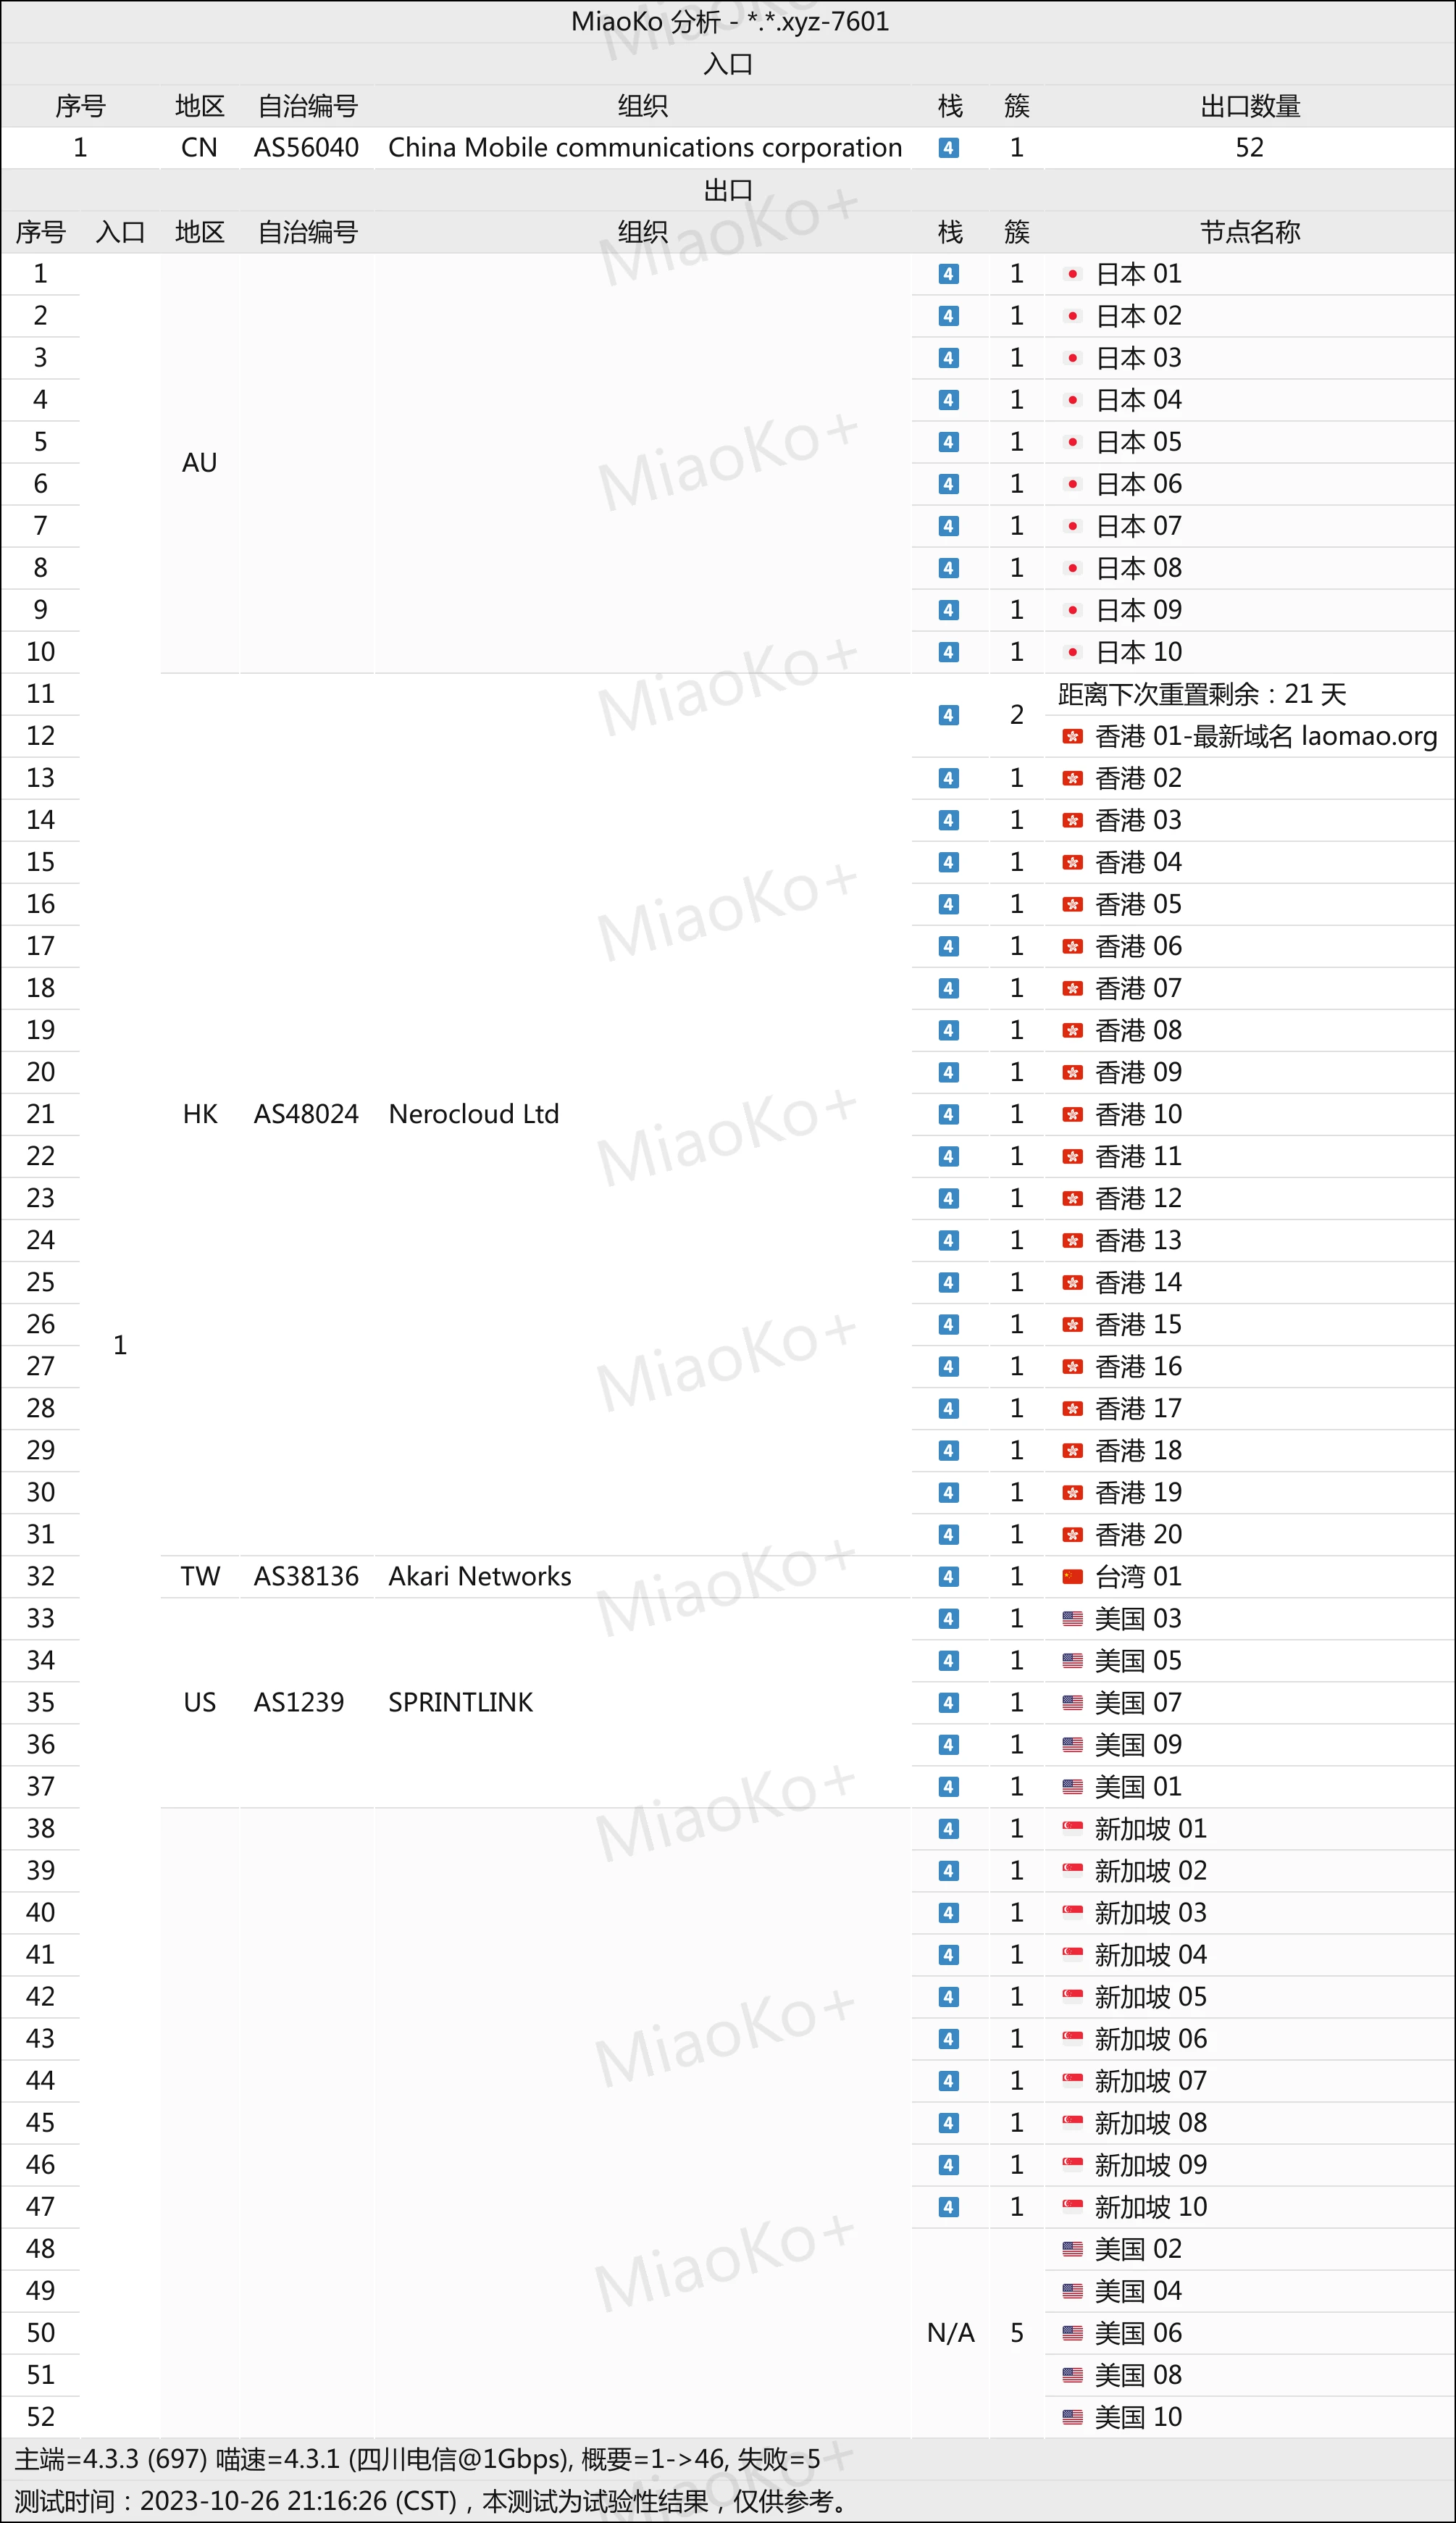 MiaoKo 分析 - *.*.xyz-7601
入口
序号 地区 自治编号 组织 栈 簇 出口数量
1 CN AS56040 China Mobile communications corporation 4 1 52
出口
序号 入口 地区 自治编号 组织 栈 簇 节点名称
1 4 1 日本 01
2 4 1 日本 02
3 4 1 日本 03
4 4 1 日本 04
5 4 1 日本 05
AU
6 4 1 日本 06
7 4 1 日本 07
8 4 1 日本 08
9 4 1 日本 09
10 4 1 日本 10
11 距离下次重置剩余：21 天
4 2
12 香港 01-最新域名 laomao.org
13 4 1 香港 02
14 4 1 香港 03
15 4 1 香港 04
16 4 1 香港 05
17 4 1 香港 06
18 4 1 香港 07
19 4 1 香港 08
20 4 1 香港 09
21 HK AS48024 Nerocloud Ltd 4 1 香港 10
22 4 1 香港 11
23 4 1 香港 12
24 4 1 香港 13
25 4 1 香港 14
26 4 1 香港 15
1
27 4 1 香港 16
28 4 1 香港 17
29 4 1 香港 18
30 4 1 香港 19
31 4 1 香港 20
32 TW AS38136 Akari Networks 4 1 台湾 01
33 4 1 美国 03
34 4 1 美国 05
35 US AS1239 SPRINTLINK 4 1 美国 07
36 4 1 美国 09
37 4 1 美国 01
38 4 1 新加坡 01
39 4 1 新加坡 02
40 4 1 新加坡 03
41 4 1 新加坡 04
42 4 1 新加坡 05
43 4 1 新加坡 06
44 4 1 新加坡 07
45 4 1 新加坡 08
46 4 1 新加坡 09
47 4 1 新加坡 10
48 美国 02
49 美国 04
50 N/A 5 美国 06
51 美国 08
52 美国 10
主端=4.3.3 (697) 喵速=4.3.1 (四川电信@1Gbps), 概要=1->46, 失败=5
测试时间：2023-10-26 21:16:26 (CST)，本测试为试验性结果，仅供参考。
MiaoKo+
MiaoKo+
MiaoKo+
MiaoKo+
MiaoKo+
MiaoKo+
MiaoKo+
MiaoKo+
MiaoKo+
MiaoKo+
MiaoKo+